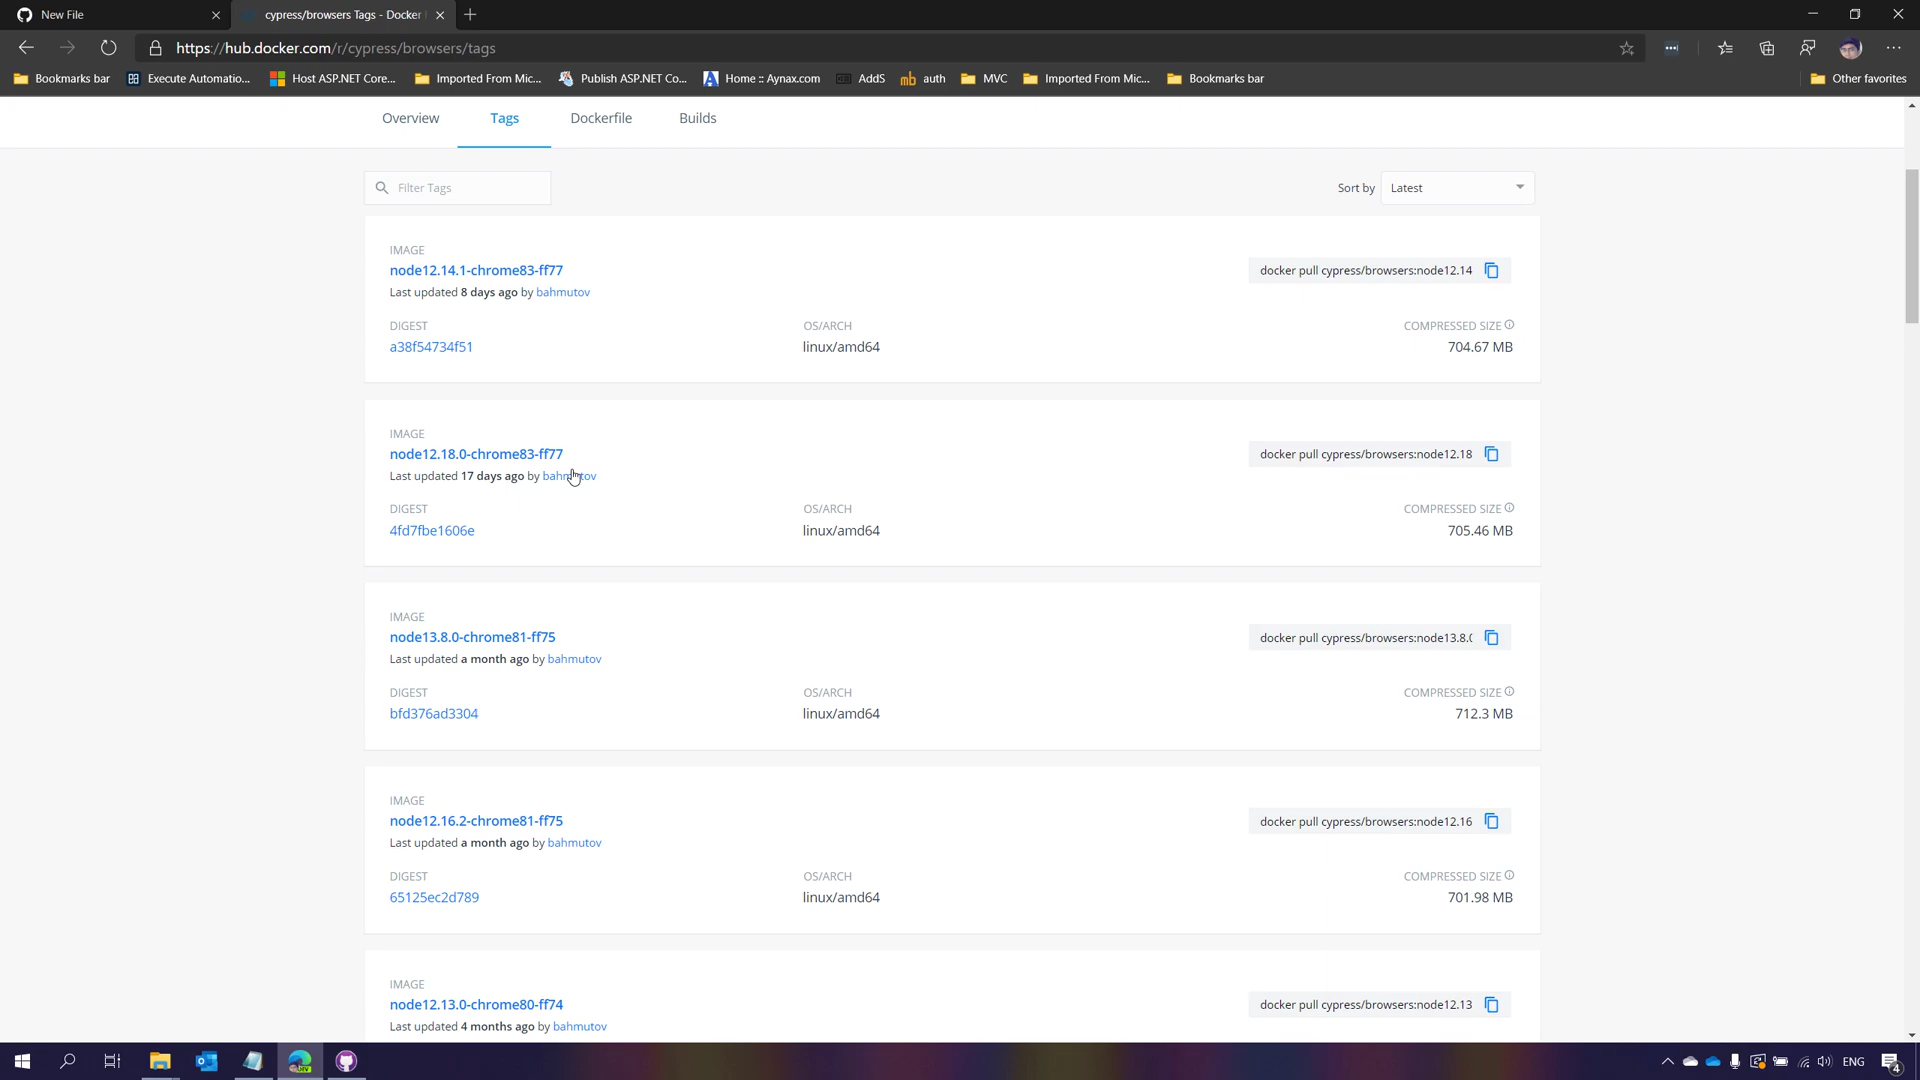 New File
cypress/browsers Tags - Docker
https://hub.docker.com/r/cypress/browsers/tags
Bookmarks bar
Execute Automatio...
Host ASP.NET Core...
Imported From Mic...
Publish ASP.NET Co...
Home :: Aynax.com
AddS
mb auth
MVC
Imported From Mic...
Bookmarks bar
Other favorites
Overview
Tags
Dockerfile
Builds
Filter Tags
Sort by
Latest
IMAGE
node12.14.1-chrome83-ff77
docker pull cypress/browsers:node12.14
Last updated 8 days ago by bahmutov
DIGEST
OS/ARCH
COMPRESSED SIZE
a38f54734f51
linux/amd64
704.67 MB
IMAGE
node12.18.0-chrome83-ff77
docker pull cypress/browsers:node12.18
Last updated 17 days ago by bahmutov
DIGEST
OS/ARCH
COMPRESSED SIZE
4fd7fbe1606e
linux/amd64
705.46 MB
IMAGE
node13.8.0-chrome81-ff75
docker pull cypress/browsers:node13.8.0
Last updated a month ago by bahmutov
DIGEST
OS/ARCH
COMPRESSED SIZE
bfd376ad3304
linux/amd64
712.3 MB
IMAGE
node12.16.2-chrome81-ff75
docker pull cypress/browsers:node12.16
Last updated a month ago by bahmutov
DIGEST
OS/ARCH
COMPRESSED SIZE
65125ec2d789
linux/amd64
701.98 MB
IMAGE
node12.13.0-chrome80-ff74
docker pull cypress/browsers:node12.13
Last updated 4 months ago by bahmutov
ENG
4